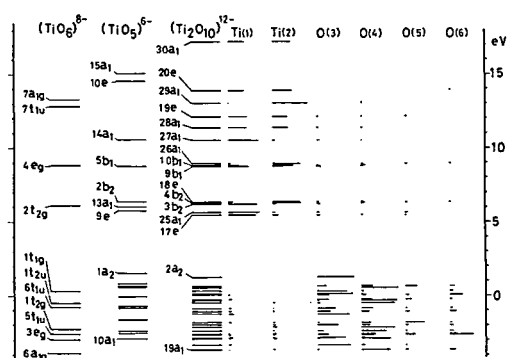 (TiO6)8- (TiO5)6- (Ti2O10)12- Ti(1) Ti(2) O(3) O(4) O(5) O(6)
eV
30a1
15a1
20e
15
10e
29a1
7a1g
19e
7t1u
28a1
14a1
27a1
10
26a1
4eg
5b1
10b1
9b1
2b2
18e
4b2
2t2g
13a1
3b2
9e
25a1
5
17e
1t1g
1a2
2a2
1t2u
6t1u
0
1t2g
5t1u
3eg
10a1
19a1
6a1g